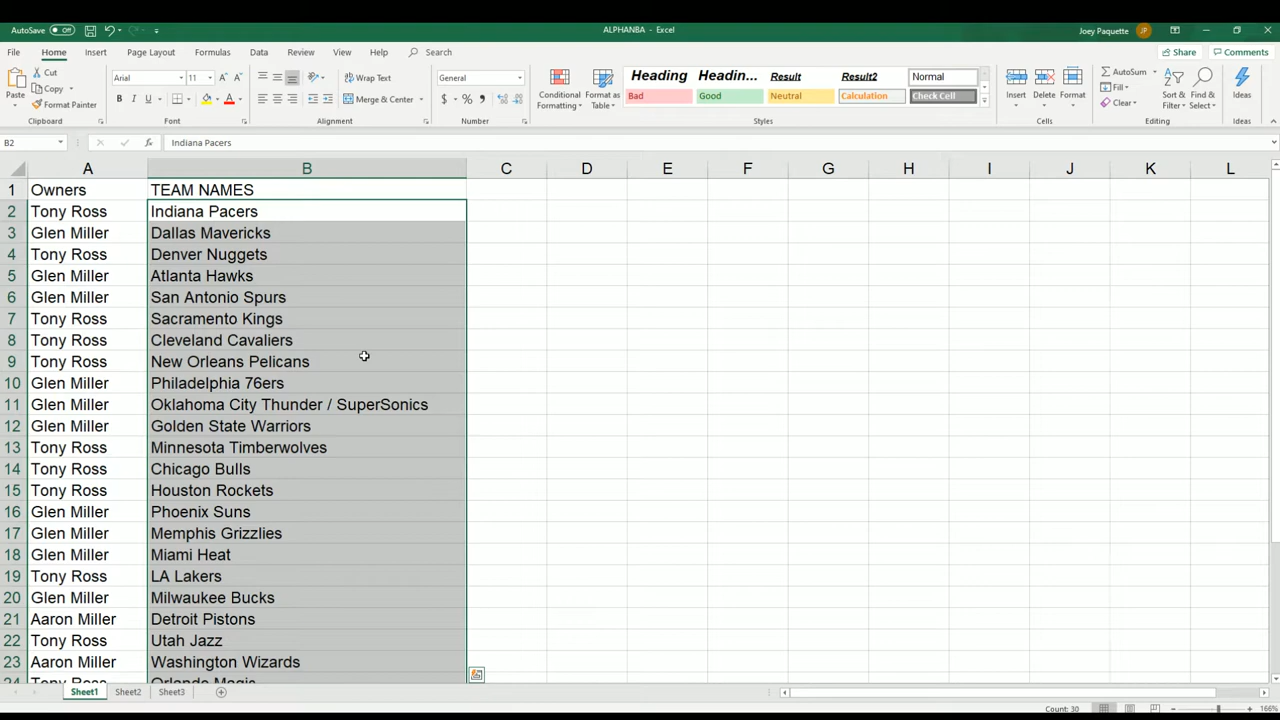 AutoSave Off ALPHANBA - Excel Joey Paquette JP
File Home Insert Page Layout Formulas Data Review View Help Search Share Comments
Paste Cut Copy Format Painter Clipboard
Arial 11 B I U Font
Wrap Text Merge & Center Alignment
General $ % Number
Conditional Formatting Format as Table Heading Headin... Result Result2 Normal
Bad Good Neutral Calculation Check Cell Styles
Insert Delete Format Cells
AutoSum Fill Clear Sort & Filter Find & Select Editing
Ideas Ideas
B2 fx Indiana Pacers
A B C D E F G H I J K L
1 Owners TEAM NAMES
2 Tony Ross Indiana Pacers
3 Glen Miller Dallas Mavericks
4 Tony Ross Denver Nuggets
5 Glen Miller Atlanta Hawks
6 Glen Miller San Antonio Spurs
7 Tony Ross Sacramento Kings
8 Tony Ross Cleveland Cavaliers
9 Tony Ross New Orleans Pelicans
10 Glen Miller Philadelphia 76ers
11 Glen Miller Oklahoma City Thunder / SuperSonics
12 Glen Miller Golden State Warriors
13 Tony Ross Minnesota Timberwolves
14 Tony Ross Chicago Bulls
15 Tony Ross Houston Rockets
16 Glen Miller Phoenix Suns
17 Glen Miller Memphis Grizzlies
18 Glen Miller Miami Heat
19 Tony Ross LA Lakers
20 Glen Miller Milwaukee Bucks
21 Aaron Miller Detroit Pistons
22 Tony Ross Utah Jazz
23 Aaron Miller Washington Wizards
24 Tony Ross Orlando Magic
Sheet1 Sheet2 Sheet3
Count: 30 166%